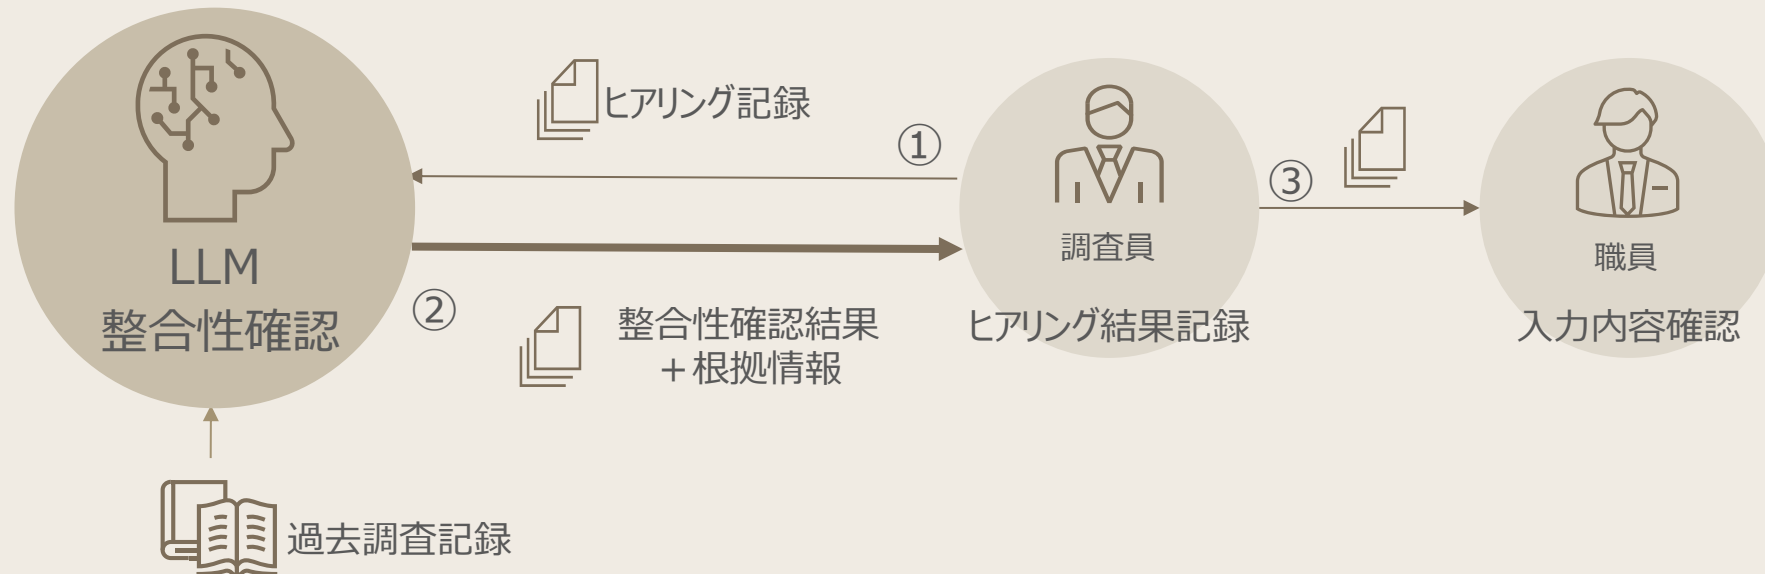 ヒアリング記録
①
③
調査員
職員
LLM
整合性確認
②
整合性確認結果
+根拠情報
ヒアリング結果記録
入力内容確認
過去調査記録